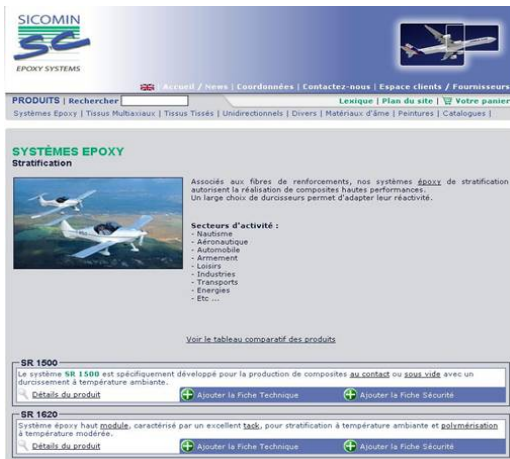 SICOMIN
SC
EPOXY SYSTEMS
Accueil / News | Coordonnées | Contactez-nous | Espace clients / Fournisseurs
PRODUITS | Rechercher
Lexique | Plan du site | Votre panier
Systèmes Epoxy | Tissus Multiaxiaux | Tissus Tissés | Unidirectionnels | Divers | Matériaux d'âme | Peintures | Catalogues |
SYSTÈMES EPOXY
Stratification
Associés aux fibres de renforcements, nos systèmes époxy de stratification
autorisent la réalisation de composites hautes performances.
Un large choix de durcisseurs permet d'adapter leur réactivité.
Secteurs d'activité :
- Nautisme
- Aéronautique
- Automobile
- Armement
- Loisirs
- Industries
- Transports
- Energies
- Etc ...
Voir le tableau comparatif des produits
SR 1500
Le système SR 1500 est spécifiquement développé pour la production de composites au contact ou sous vide avec un
durcissement à température ambiante.
Détails du produit
Ajouter la Fiche Technique
Ajouter la Fiche Sécurité
SR 1620
Système époxy haut module, caractérisé par un excellent tack, pour stratification à température ambiante et polymérisation
à température modérée.
Détails du produit
Ajouter la Fiche Technique
Ajouter la Fiche Sécurité